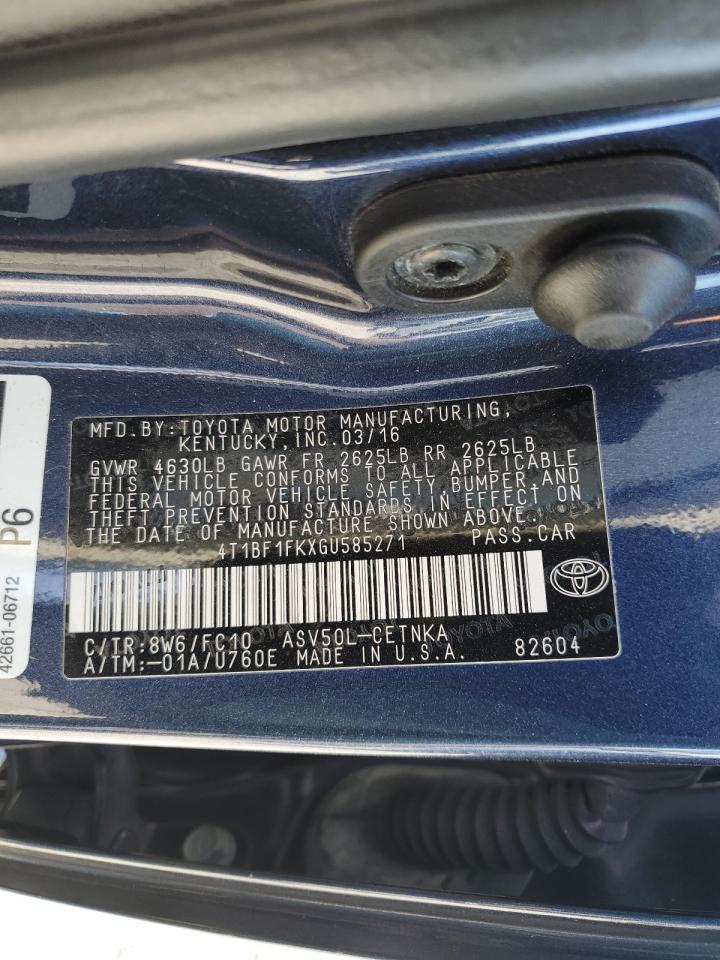 MFD.BY:TOYOTA MOTOR MANUFACTURING,
KENTUCKY, INC. 03/16
GVWR 4630LB GAWR FR 2625LB RR 2625LB
THIS VEHICLE CONFORMS TO ALL APPLICABLE
FEDERAL MOTOR VEHICLE SAFETY, BUMPER, AND
THEFT PREVENTION STANDARDS IN EFFECT ON
THE DATE OF MANUFACTURE SHOWN ABOVE.
4T1BF1FKXGU585271 PASS.CAR
C/TR:8W6/FC10 ASV50L-CETNKA
A/TM:-01A/U760E MADE IN U.S.A. 82604
P6
42661-06712